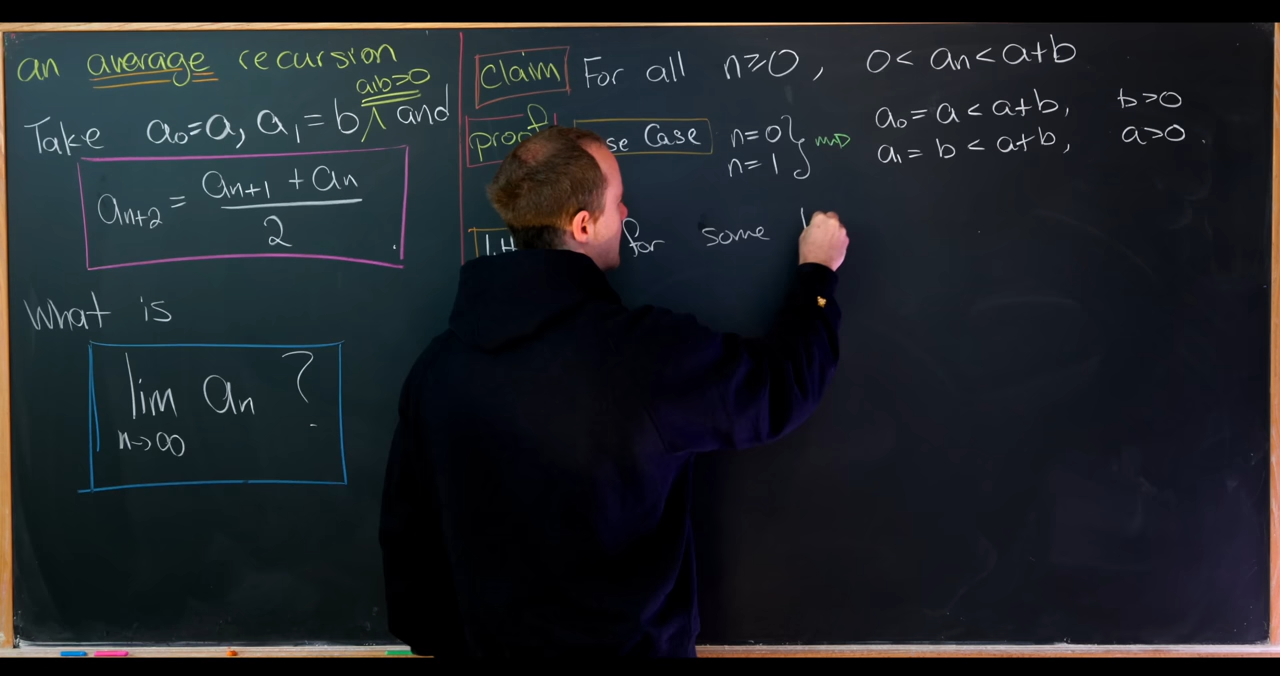 an average recursion
a,b>0
Take a₀=a, a₁=b ∧ and
aₙ₊₂ = (aₙ₊₁ + aₙ)/2 .
What is
lim aₙ ?
n→∞
claim For all n≥0, 0<aₙ<a+b
proof Case n=0 } a₀=a<a+b, b>0
n=1 } a₁=b<a+b, a>0.
I.H for some